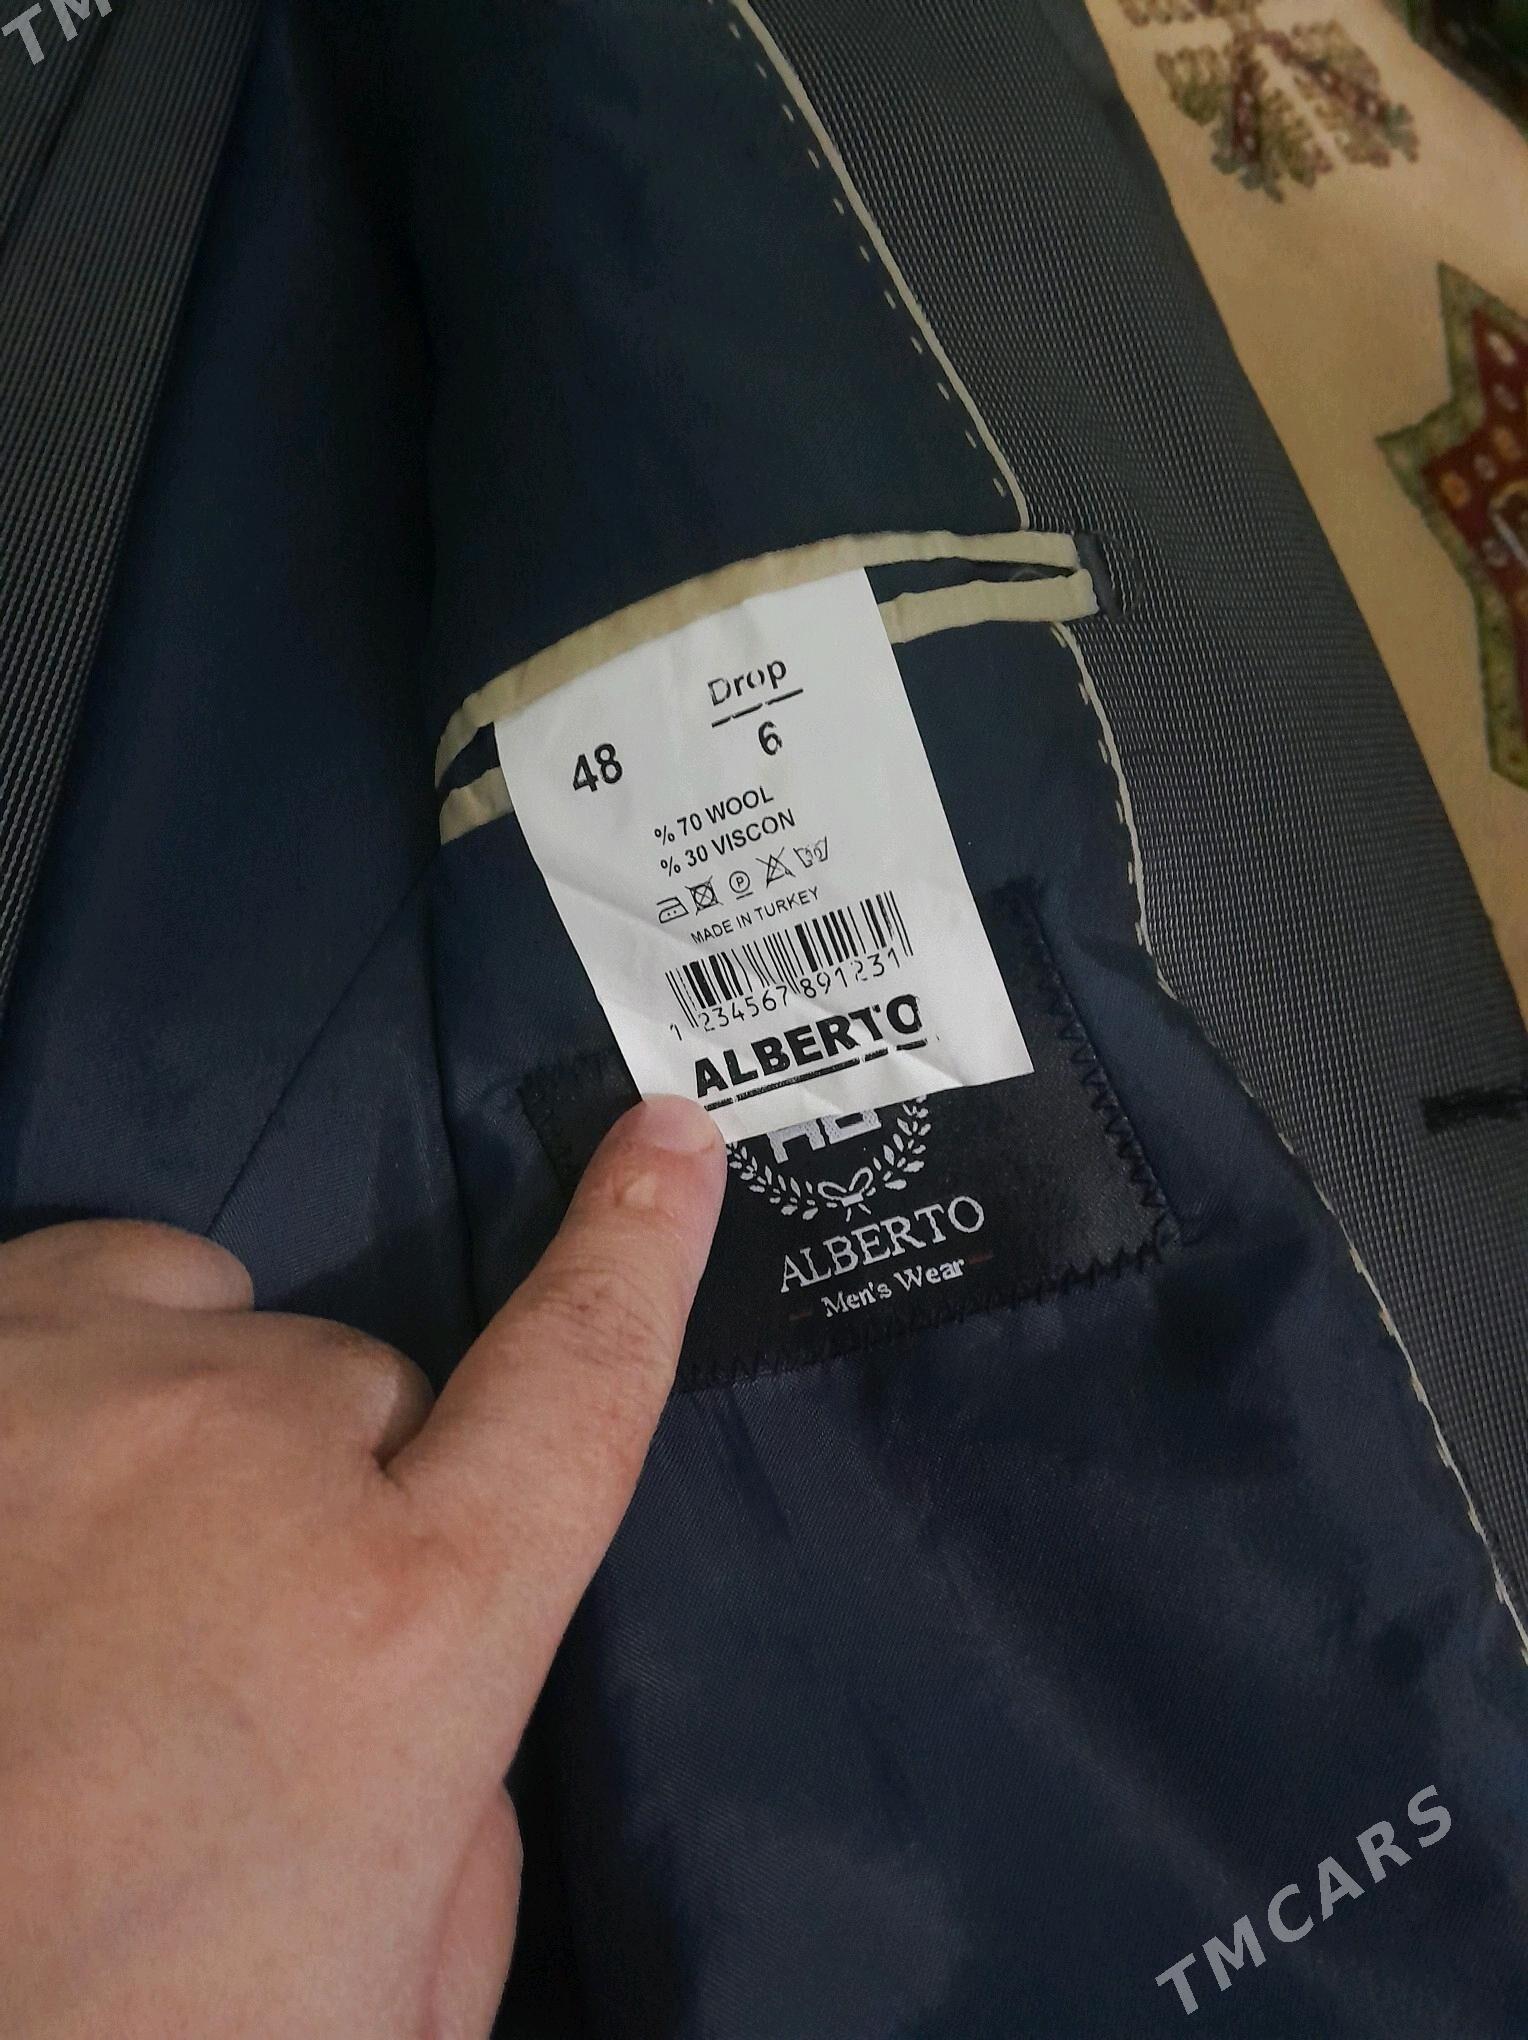 TM
Drop
48
6
% 70 WOOL
% 30 VISCON
MADE IN TURKEY
1 234567 891231
ALBERTO
ALBERTO
Men's Wear
TMCARS